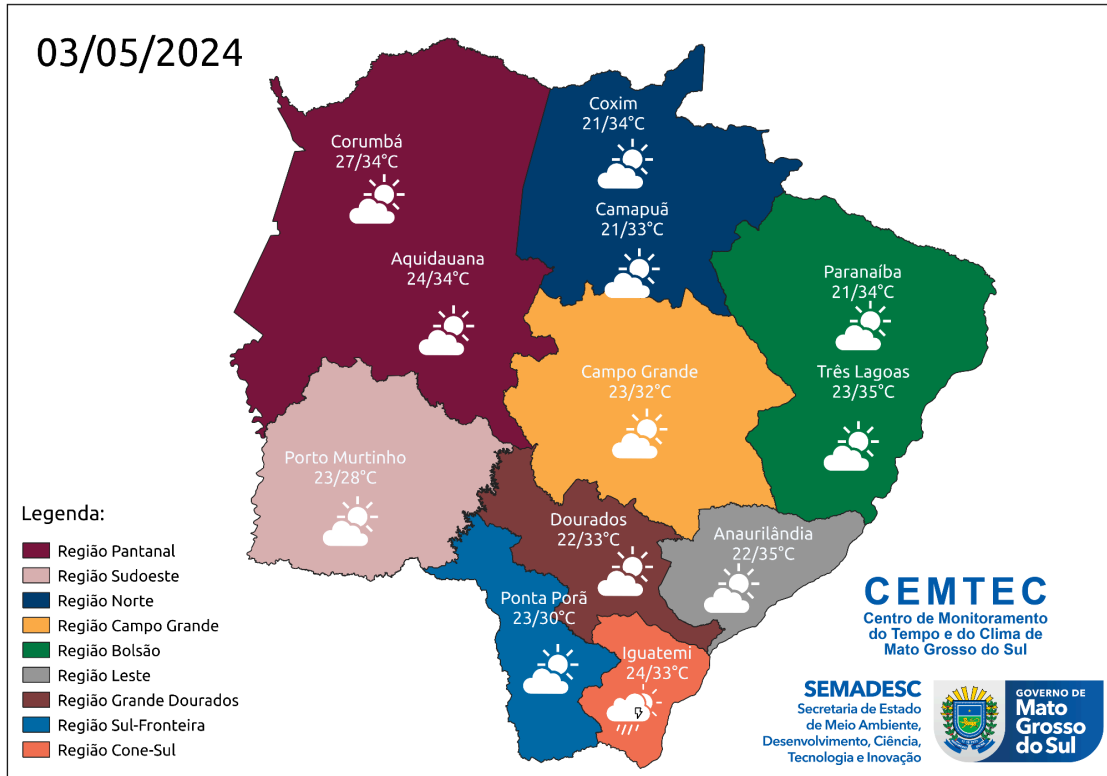 03/05/2024
Coxim
21/34°C
Corumbá
27/34°C
Camapuã
21/33°C
Aquidauana
24/34°C
Paranaíba
21/34°C
Campo Grande
23/32°C
Três Lagoas
23/35°C
Porto Murtinho
23/28°C
Dourados
22/33°C
Anaurilândia
22/35°C
Ponta Porã
23/30°C
Iguatemi
24/33°C
Legenda:
Região Pantanal
Região Sudoeste
Região Norte
Região Campo Grande
Região Bolsão
Região Leste
Região Grande Dourados
Região Sul-Fronteira
Região Cone-Sul
CEMTEC
Centro de Monitoramento
do Tempo e do Clima de
Mato Grosso do Sul
SEMADESC
Secretaria de Estado
de Meio Ambiente,
Desenvolvimento, Ciência,
Tecnologia e Inovação
GOVERNO DE
Mato
Grosso
do Sul